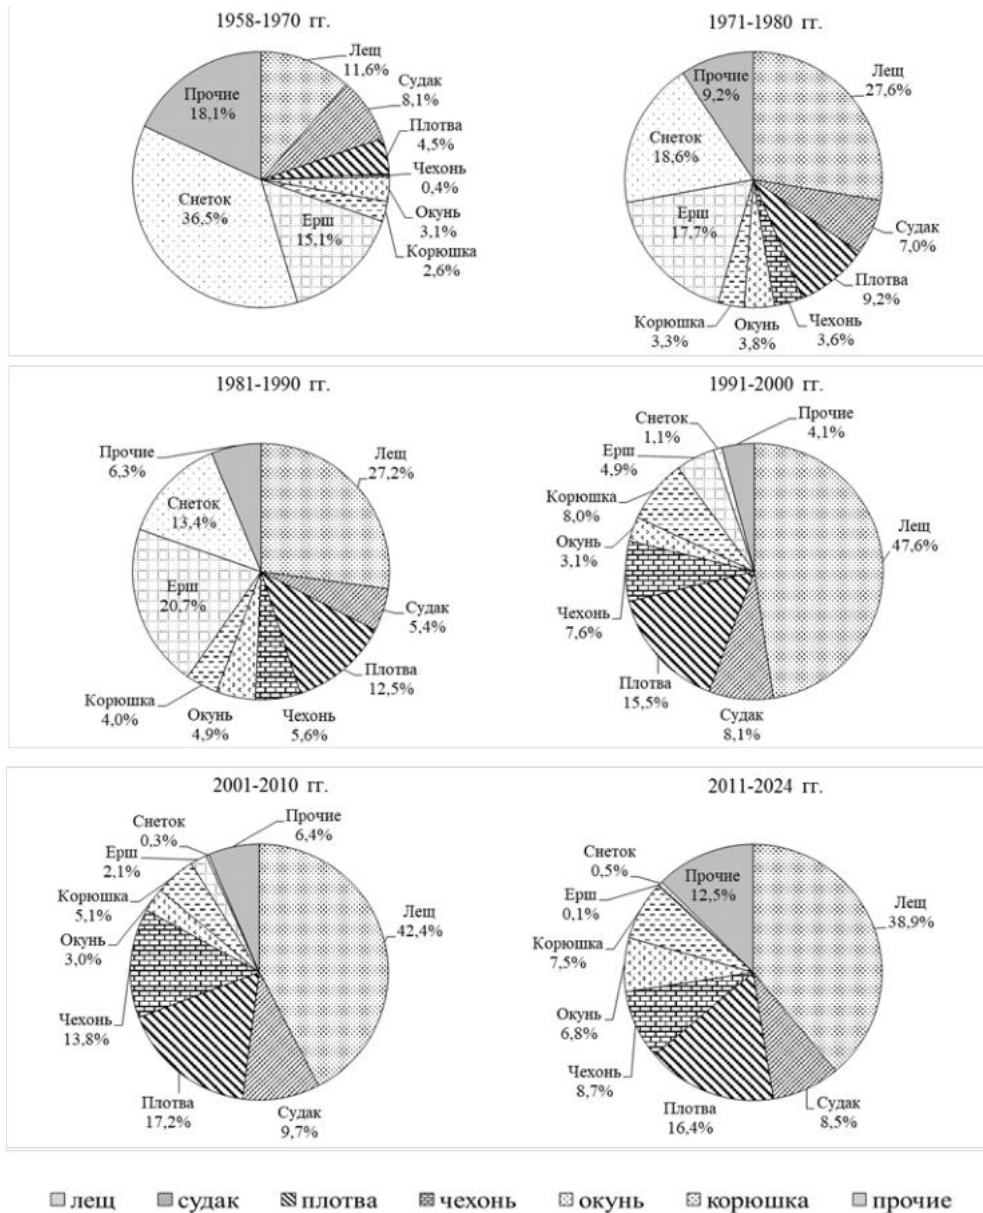 1958-1970 гг.
Лещ
11,6%
Судак
8,1%
Плотва
4,5%
Чехонь
0,4%
Окунь
3,1%
Корюшка
2,6%
Ерш
15,1%
Снеток
36,5%
Прочие
18,1%
1971-1980 гг.
Лещ
27,6%
Судак
7,0%
Плотва
9,2%
Чехонь
3,6%
Окунь
3,8%
Корюшка
3,3%
Ерш
17,7%
Снеток
18,6%
Прочие
9,2%
1981-1990 гг.
Лещ
27,2%
Судак
5,4%
Плотва
12,5%
Чехонь
5,6%
Окунь
4,9%
Корюшка
4,0%
Ерш
20,7%
Снеток
13,4%
Прочие
6,3%
1991-2000 гг.
Лещ
47,6%
Судак
8,1%
Плотва
15,5%
Чехонь
7,6%
Окунь
3,1%
Корюшка
8,0%
Ерш
4,9%
Снеток
1,1%
Прочие
4,1%
2001-2010 гг.
Лещ
42,4%
Судак
9,7%
Плотва
17,2%
Чехонь
13,8%
Окунь
3,0%
Корюшка
5,1%
Ерш
2,1%
Снеток
0,3%
Прочие
6,4%
2011-2024 гг.
Лещ
38,9%
Судак
8,5%
Плотва
16,4%
Чехонь
8,7%
Окунь
6,8%
Корюшка
7,5%
Ерш
0,1%
Снеток
0,5%
Прочие
12,5%
лещ судак плотва чехонь окунь корюшка прочие